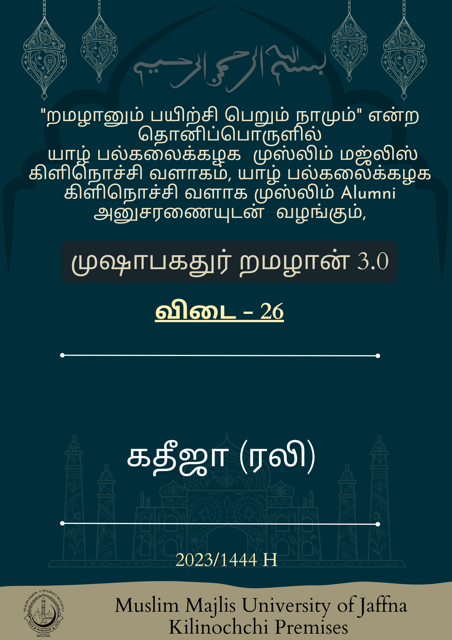 بسم الله الرحمن الرحيم
"றமழானும் பயிற்சி பெறும் நாமும்" என்ற
தொனிப்பொருளில்
யாழ் பல்கலைக்கழக முஸ்லிம் மஜ்லிஸ்
கிளிநொச்சி வளாகம், யாழ் பல்கலைக்கழக
கிளிநொச்சி வளாக முஸ்லிம் Alumni
அனுசரணையுடன் வழங்கும்,
முஷாபகதுர் றமழான் 3.0
விடை - 26
கதீஜா (ரலி)
2023/1444 H
Muslim Majlis University of Jaffna
Kilinochchi Premises